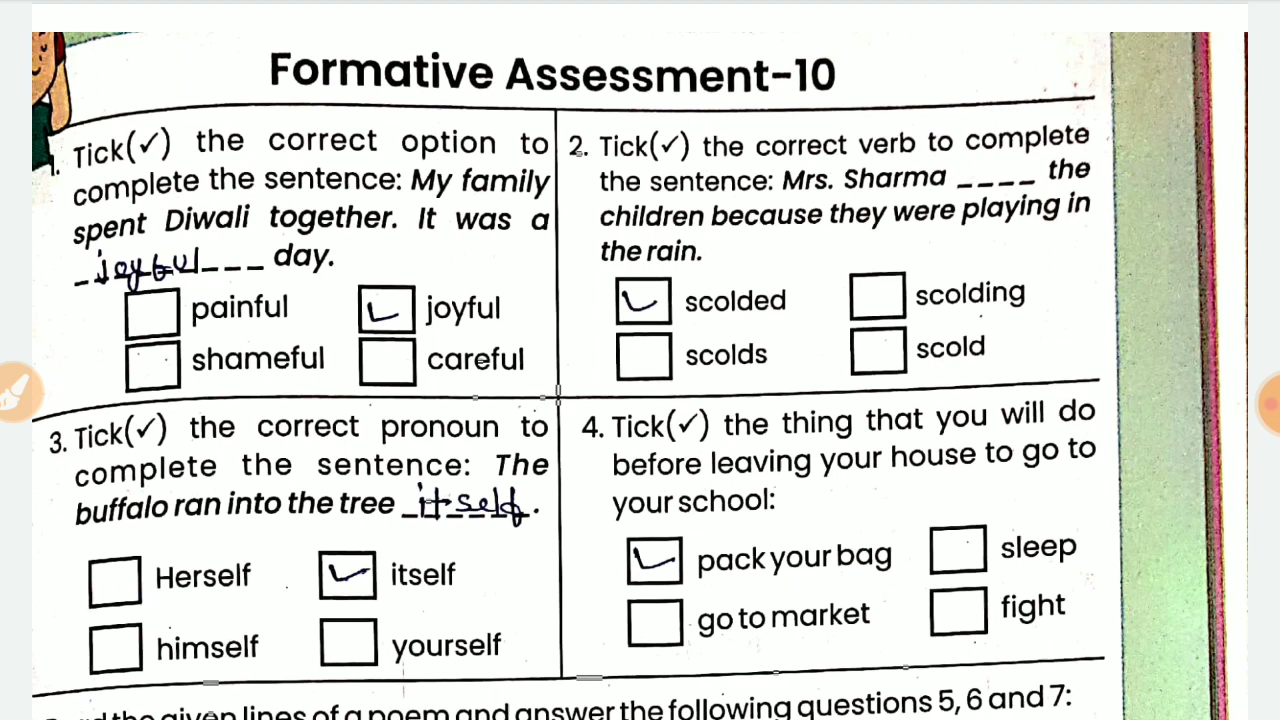 Formative Assessment-10
1. Tick(✓) the correct option to
complete the sentence: My family
spent Diwali together. It was a
_joyful___ day.
painful joyful
shameful careful
2. Tick(✓) the correct verb to complete
the sentence: Mrs. Sharma ____ the
children because they were playing in
the rain.
scolded scolding
scolds scold
3. Tick(✓) the correct pronoun to
complete the sentence: The
buffalo ran into the tree _itself_.
Herself itself
himself yourself
4. Tick(✓) the thing that you will do
before leaving your house to go to
your school:
pack your bag sleep
go to market fight
the given lines of a poem and answer the following questions 5, 6 and 7: